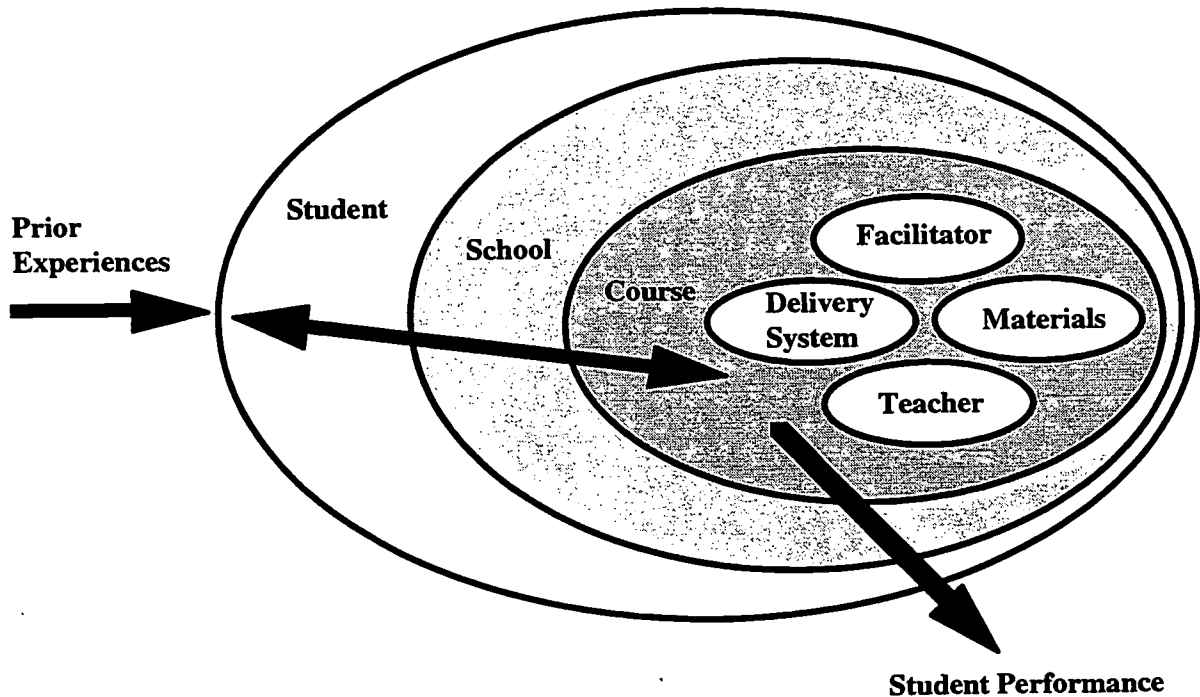 Student
Prior
Experiences
School
Facilitator
Course
Delivery
System
Materials
Teacher
Student Performance